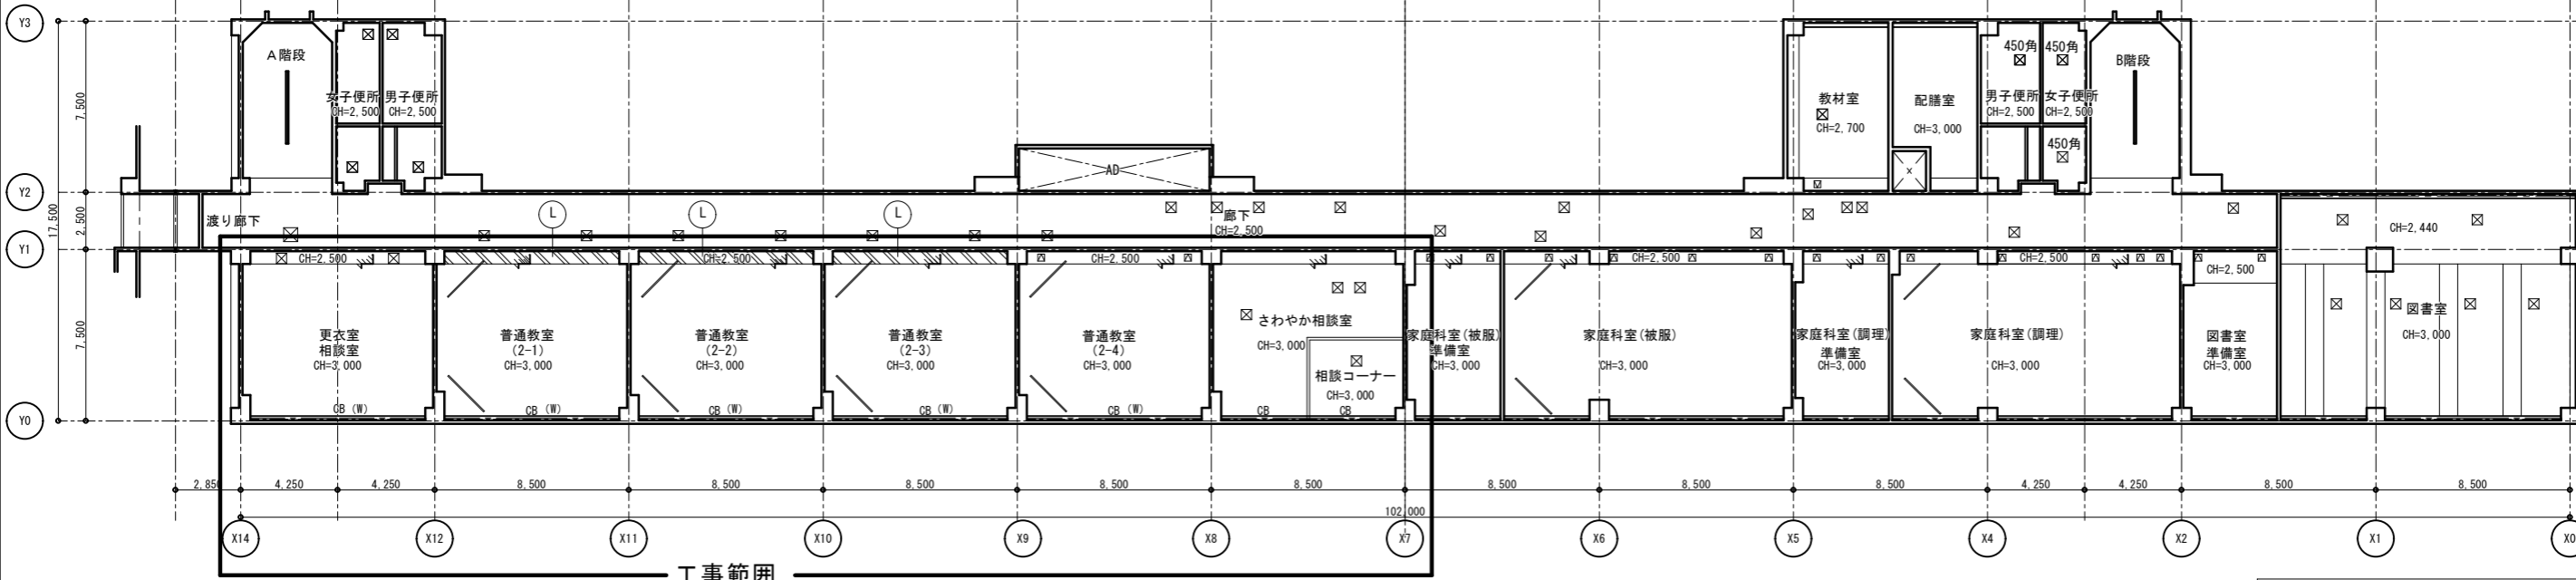 Y3
Y2
Y1
Y0
7,500
2,500
7,500
17,500
A階段
女子便所
CH=2,500
男子便所
CH=2,500
AD
教材室
CH=2,700
配膳室
CH=3,000
男子便所
CH=2,500
女子便所
CH=2,500
450角
450角
450角
B階段
渡り廊下
L
L
L
廊下
CH=2,500
CH=2,440
CH=2,500
CH=2,500
CH=2,500
CH=2,500
CH=2,500
CH=2,500
更衣室
相談室
CH=3,000
普通教室
(2-1)
CH=3,000
普通教室
(2-2)
CH=3,000
普通教室
(2-3)
CH=3,000
普通教室
(2-4)
CH=3,000
さわやか相談室
CH=3,000
相談コーナー
CH=3,000
家庭科室(被服)
準備室
CH=3,000
家庭科室(被服)
CH=3,000
家庭科室(調理)
準備室
CH=3,000
家庭科室(調理)
CH=3,000
図書室
準備室
CH=3,000
図書室
CH=3,000
CB (W)
CB (W)
CB (W)
CB (W)
CB (W)
CB
CB
2,850
4,250
4,250
8,500
8,500
8,500
8,500
8,500
8,500
8,500
8,500
4,250
4,250
8,500
8,500
102,000
X14
X12
X11
X10
X9
X8
X7
X6
X5
X4
X2
X1
X0
工事範囲